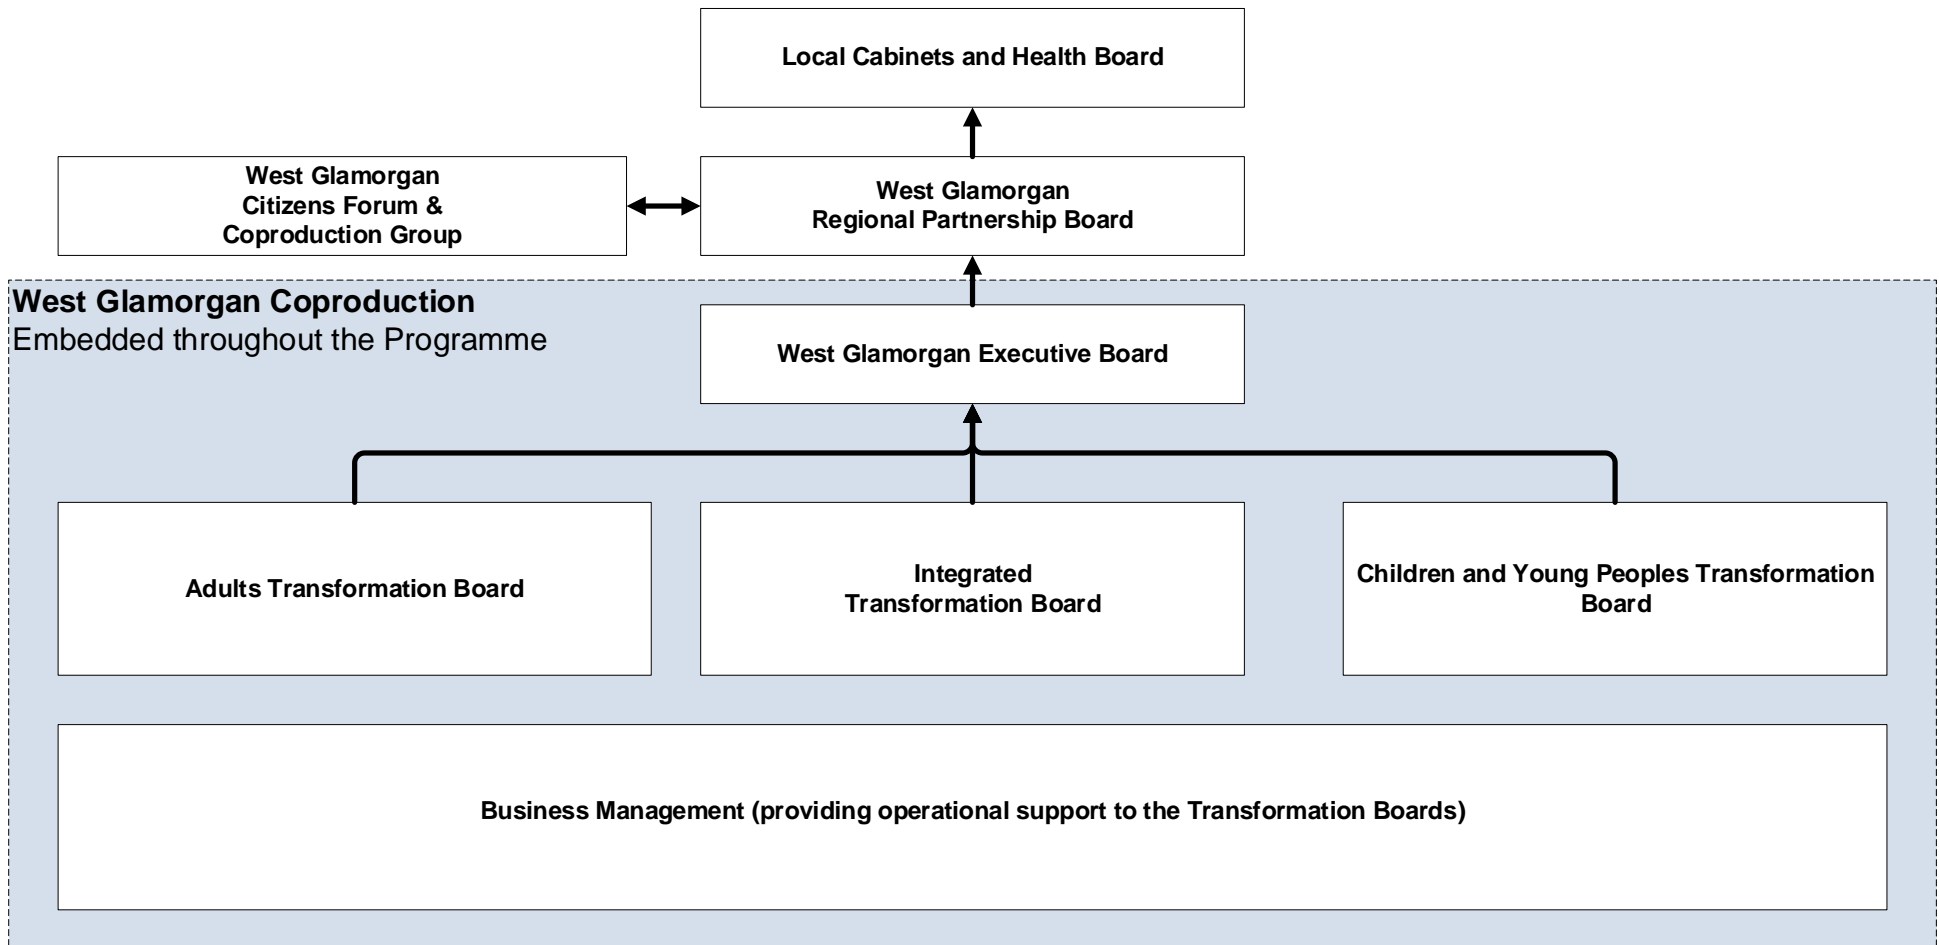 Local Cabinets and Health Board
West Glamorgan
Citizens Forum &
Coproduction Group
West Glamorgan
Regional Partnership Board
West Glamorgan Coproduction
Embedded throughout the Programme
West Glamorgan Executive Board
Adults Transformation Board
Integrated
Transformation Board
Children and Young Peoples Transformation
Board
Business Management (providing operational support to the Transformation Boards)